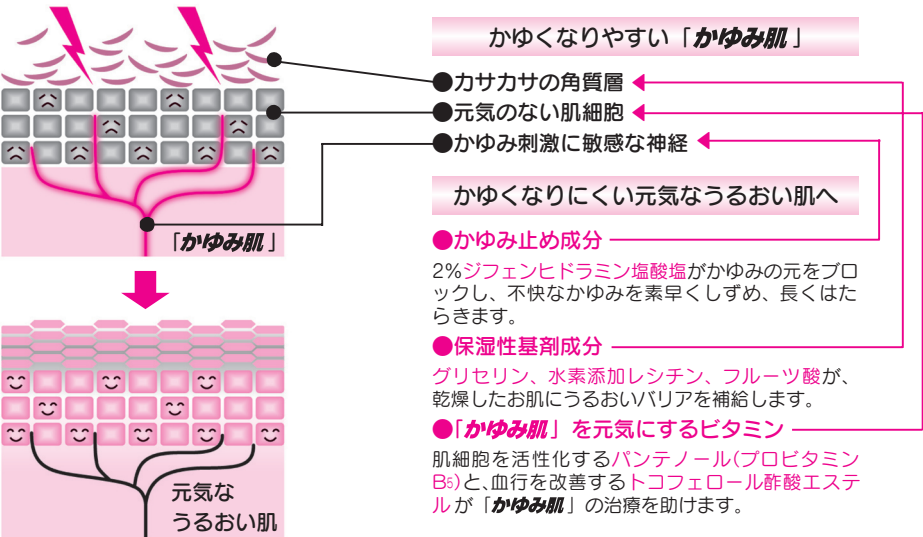 かゆくなりやすい「かゆみ肌」
●カサカサの角質層
●元気のない肌細胞
●かゆみ刺激に敏感な神経
「かゆみ肌」
かゆくなりにくい元気なうるおい肌へ
●かゆみ止め成分
2%ジフェンヒドラミン塩酸塩がかゆみの元をブロ
ックし、不快なかゆみを素早くしずめ、長くはた
らきます。
●保湿性基剤成分
グリセリン、水素添加レシチン、フルーツ酸が、
乾燥したお肌にうるおいバリアを補給します。
●「かゆみ肌」を元気にするビタミン
肌細胞を活性化するパンテノール(プロビタミン
B5)と、血行を改善するトコフェロール酢酸エステ
ルが「かゆみ肌」の治療を助けます。
元気な
うるおい肌